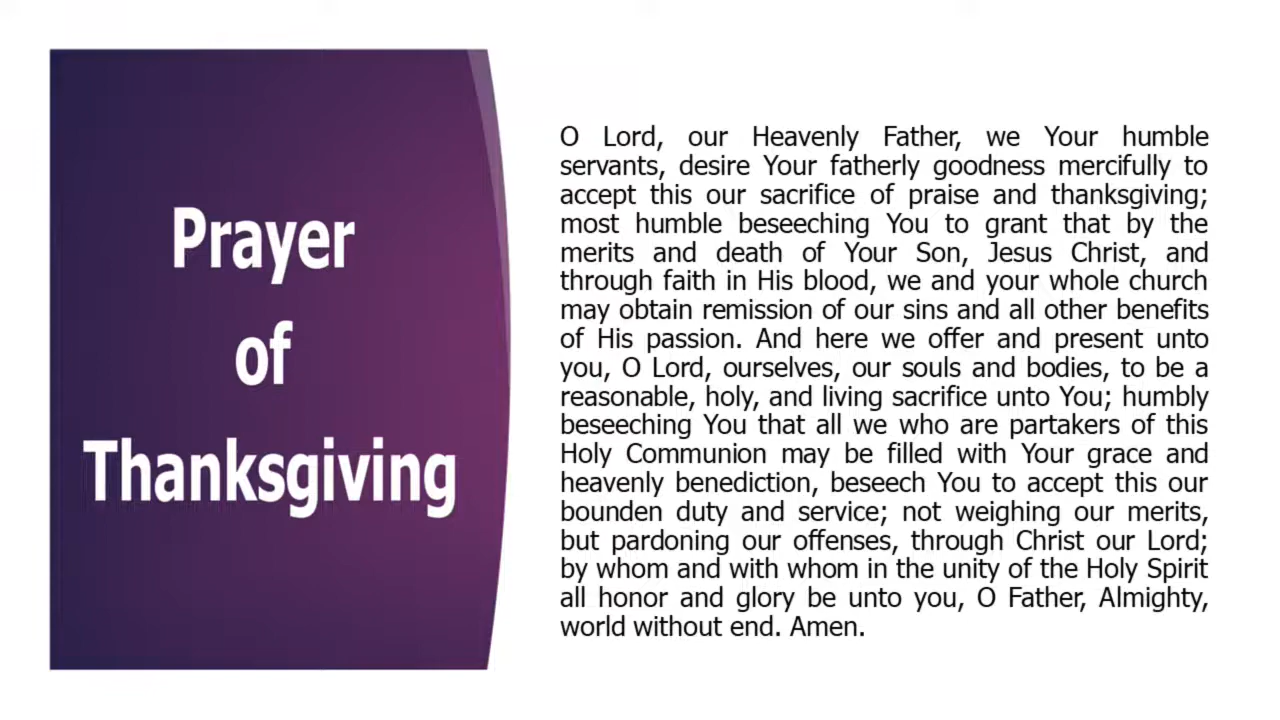 Prayer
of
Thanksgiving
O Lord, our Heavenly Father, we Your humble
servants, desire Your fatherly goodness mercifully to
accept this our sacrifice of praise and thanksgiving;
most humble beseeching You to grant that by the
merits and death of Your Son, Jesus Christ, and
through faith in His blood, we and your whole church
may obtain remission of our sins and all other benefits
of His passion. And here we offer and present unto
you, O Lord, ourselves, our souls and bodies, to be a
reasonable, holy, and living sacrifice unto You; humbly
beseeching You that all we who are partakers of this
Holy Communion may be filled with Your grace and
heavenly benediction, beseech You to accept this our
bounden duty and service; not weighing our merits,
but pardoning our offenses, through Christ our Lord;
by whom and with whom in the unity of the Holy Spirit
all honor and glory be unto you, O Father, Almighty,
world without end. Amen.